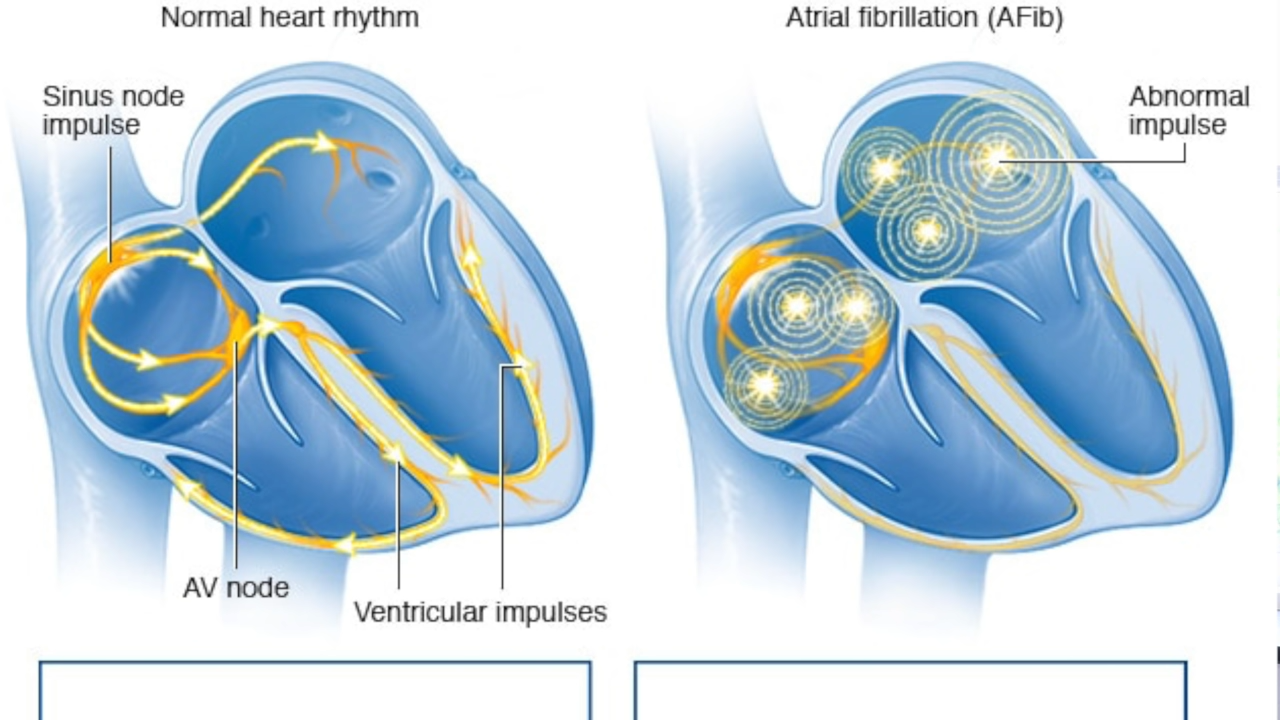 Normal heart rhythm
Atrial fibrillation (AFib)
Sinus node
impulse
Abnormal
impulse
AV node
Ventricular impulses